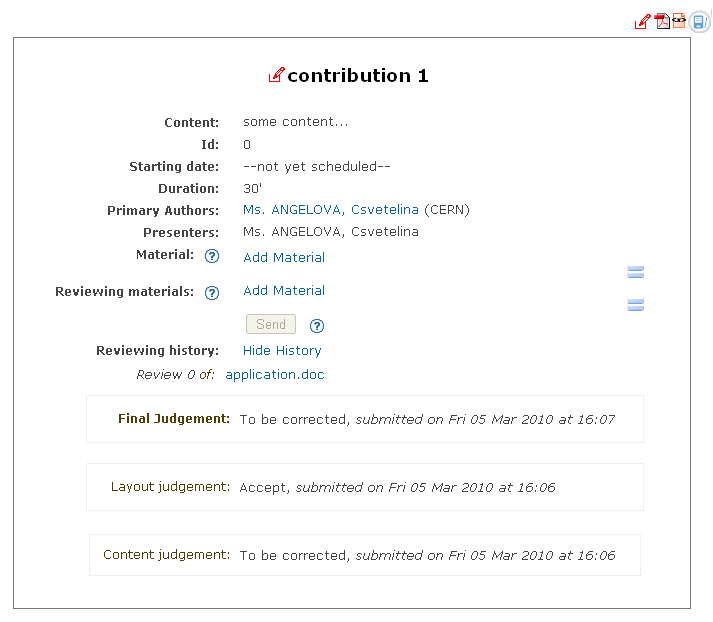 contribution 1
Content: some content...
Id: 0
Starting date: --not yet scheduled--
Duration: 30'
Primary Authors: Ms. ANGELOVA, Csvetelina (CERN)
Presenters: Ms. ANGELOVA, Csvetelina
Material: ? Add Material
Reviewing materials: ? Add Material
Send ?
Reviewing history: Hide History
Review 0 of: application.doc
Final Judgement: To be corrected, submitted on Fri 05 Mar 2010 at 16:07
Layout judgement: Accept, submitted on Fri 05 Mar 2010 at 16:06
Content judgement: To be corrected, submitted on Fri 05 Mar 2010 at 16:06